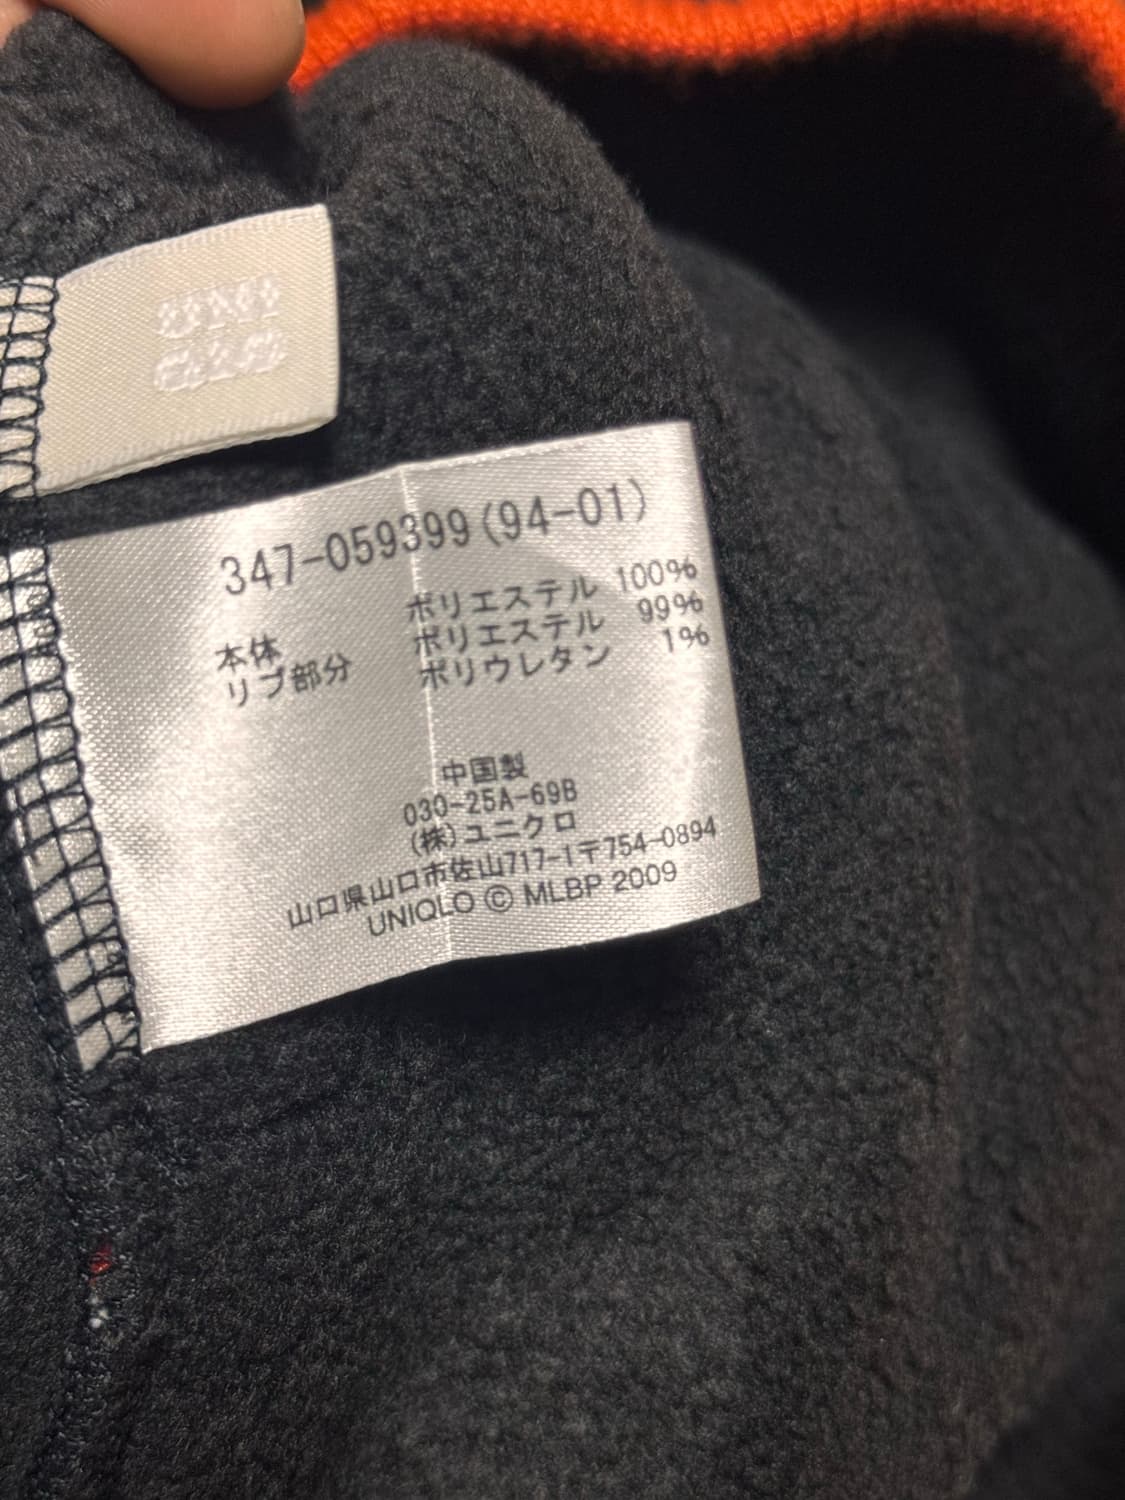 UNI
QLO
347-059399(94-01)
本体 ポリエステル 100%
リブ部分 ポリエステル 99%
ポリウレタン 1%
中国製
030-25A-69B
(株)ユニクロ
山口県山口市佐山717-1〒754-0894
UNIQLO © MLBP 2009